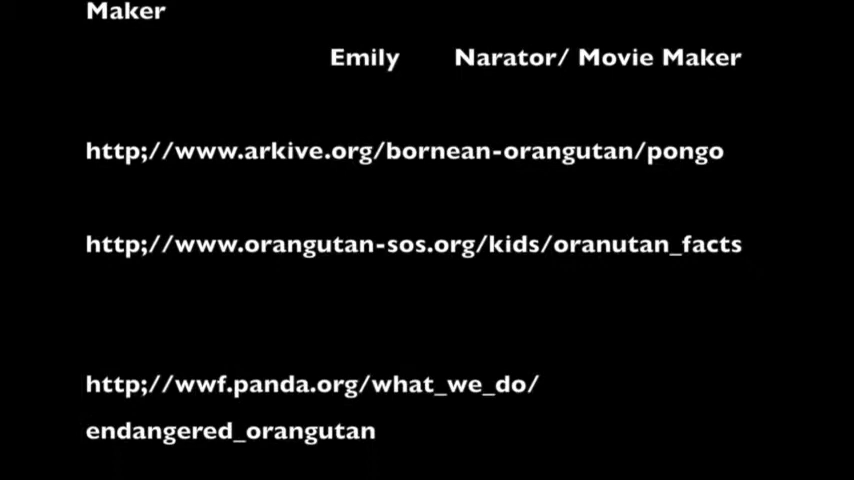 Maker
Emily Narator/ Movie Maker
http;//www.arkive.org/bornean-orangutan/pongo
http;//www.orangutan-sos.org/kids/oranutan_facts
http;//wwf.panda.org/what_we_do/
endangered_orangutan